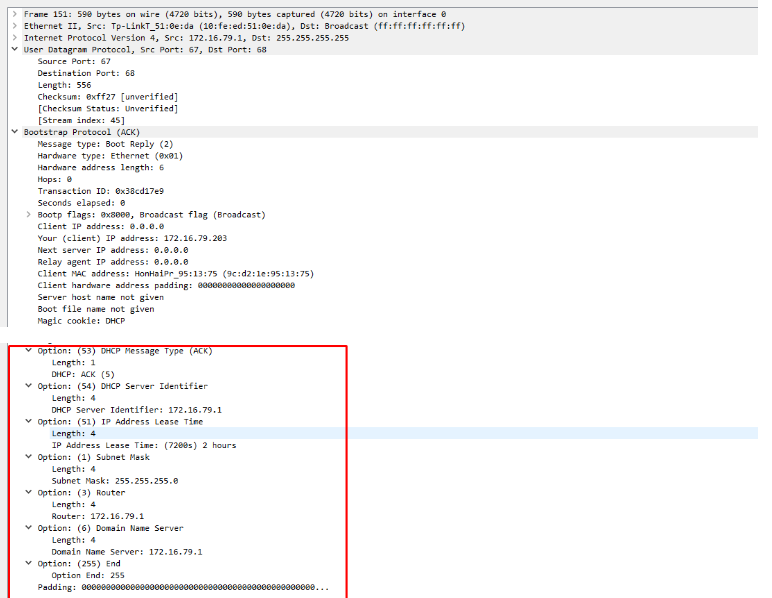 Frame 151: 590 bytes on wire (4720 bits), 590 bytes captured (4720 bits) on interface 0
Ethernet II, Src: Tp-LinkT_51:0e:da (10:fe:ed:51:0e:da), Dst: Broadcast (ff:ff:ff:ff:ff:ff)
Internet Protocol Version 4, Src: 172.16.79.1, Dst: 255.255.255.255
User Datagram Protocol, Src Port: 67, Dst Port: 68
Source Port: 67
Destination Port: 68
Length: 556
Checksum: 0xff27 [unverified]
[Checksum Status: Unverified]
[Stream index: 45]
Bootstrap Protocol (ACK)
Message type: Boot Reply (2)
Hardware type: Ethernet (0x01)
Hardware address length: 6
Hops: 0
Transaction ID: 0x38cd17e9
Seconds elapsed: 0
Bootp flags: 0x8000, Broadcast flag (Broadcast)
Client IP address: 0.0.0.0
Your (client) IP address: 172.16.79.203
Next server IP address: 0.0.0.0
Relay agent IP address: 0.0.0.0
Client MAC address: HonHaiPr_95:13:75 (9c:d2:1e:95:13:75)
Client hardware address padding: 00000000000000000000
Server host name not given
Boot file name not given
Magic cookie: DHCP
Option: (53) DHCP Message Type (ACK)
Length: 1
DHCP: ACK (5)
Option: (54) DHCP Server Identifier
Length: 4
DHCP Server Identifier: 172.16.79.1
Option: (51) IP Address Lease Time
Length: 4
IP Address Lease Time: (7200s) 2 hours
Option: (1) Subnet Mask
Length: 4
Subnet Mask: 255.255.255.0
Option: (3) Router
Length: 4
Router: 172.16.79.1
Option: (6) Domain Name Server
Length: 4
Domain Name Server: 172.16.79.1
Option: (255) End
Option End: 255
Padding: 000000000000000000000000000000000000000000000000...